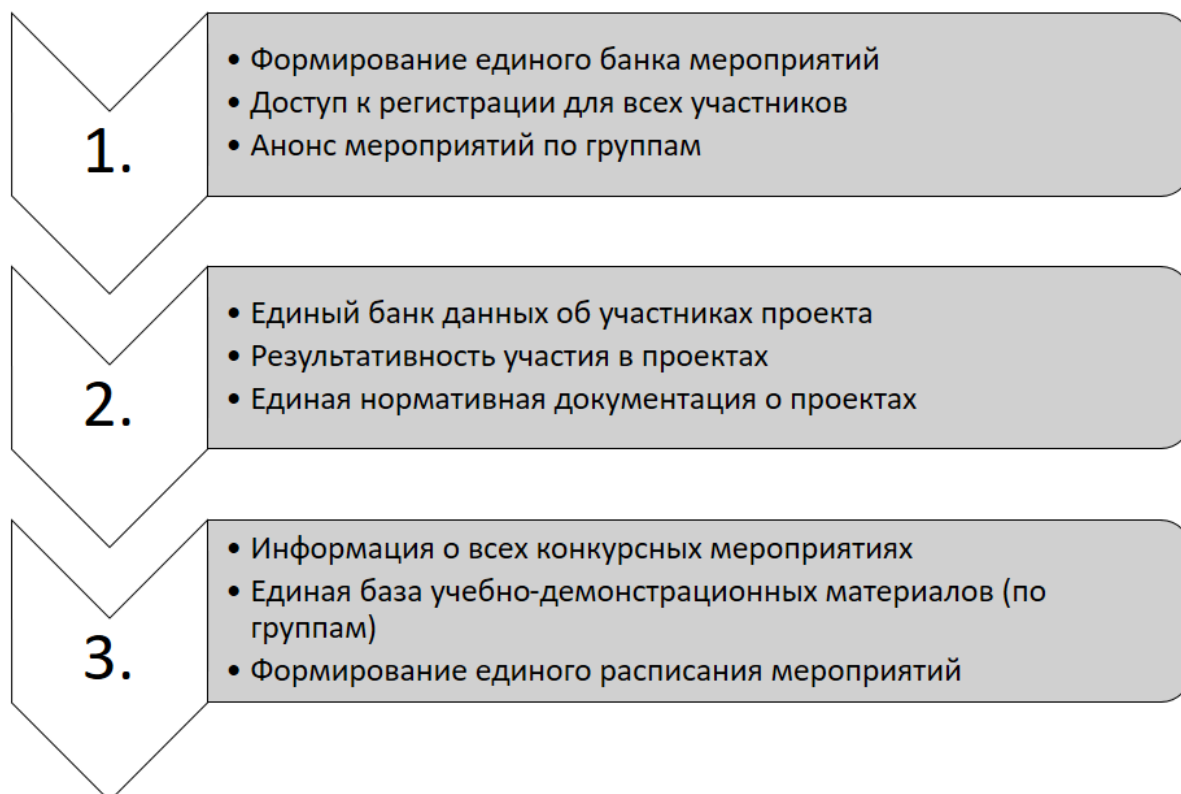 1.
• Формирование единого банка мероприятий
• Доступ к регистрации для всех участников
• Анонс мероприятий по группам
2.
• Единый банк данных об участниках проекта
• Результативность участия в проектах
• Единая нормативная документация о проектах
3.
• Информация о всех конкурсных мероприятиях
• Единая база учебно-демонстрационных материалов (по
группам)
• Формирование единого расписания мероприятий